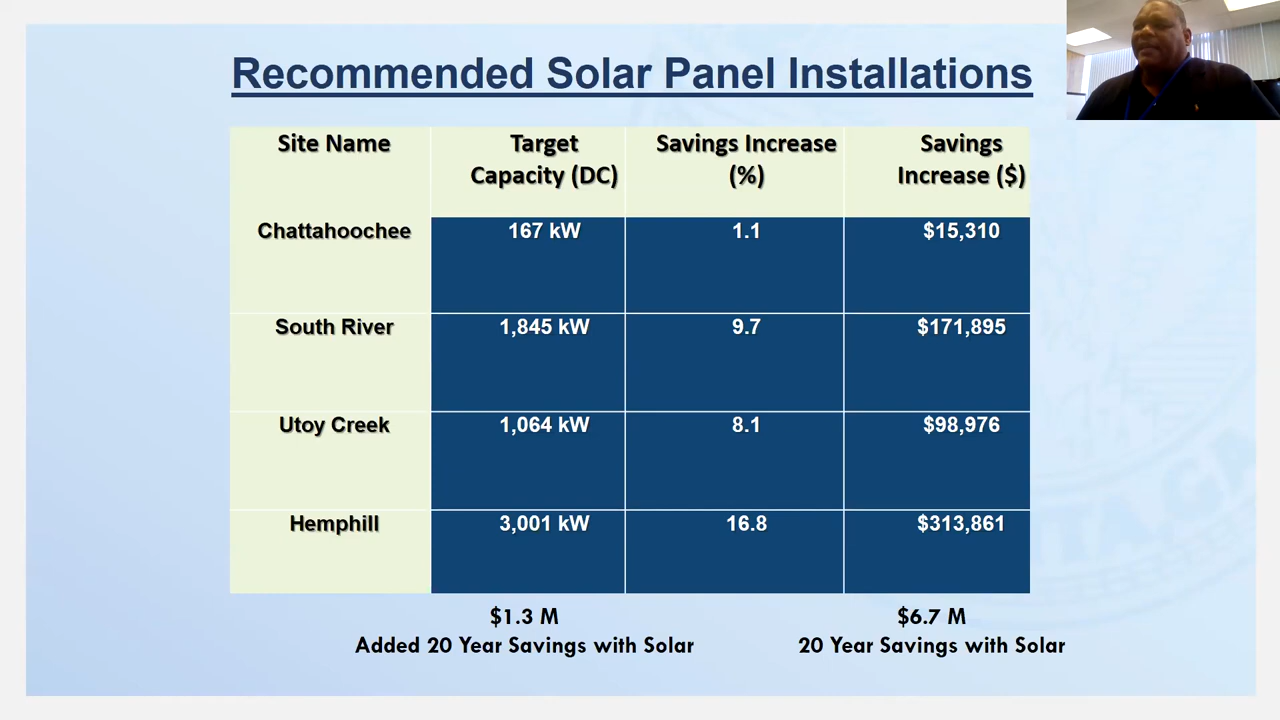 Recommended Solar Panel Installations
Site Name
Target
Capacity (DC)
Savings Increase
(%)
Savings
Increase ($)
Chattahoochee
167 kW
1.1
$15,310
South River
1,845 kW
9.7
$171,895
Utoy Creek
1,064 kW
8.1
$98,976
Hemphill
3,001 kW
16.8
$313,861
$1.3 M
Added 20 Year Savings with Solar
$6.7 M
20 Year Savings with Solar